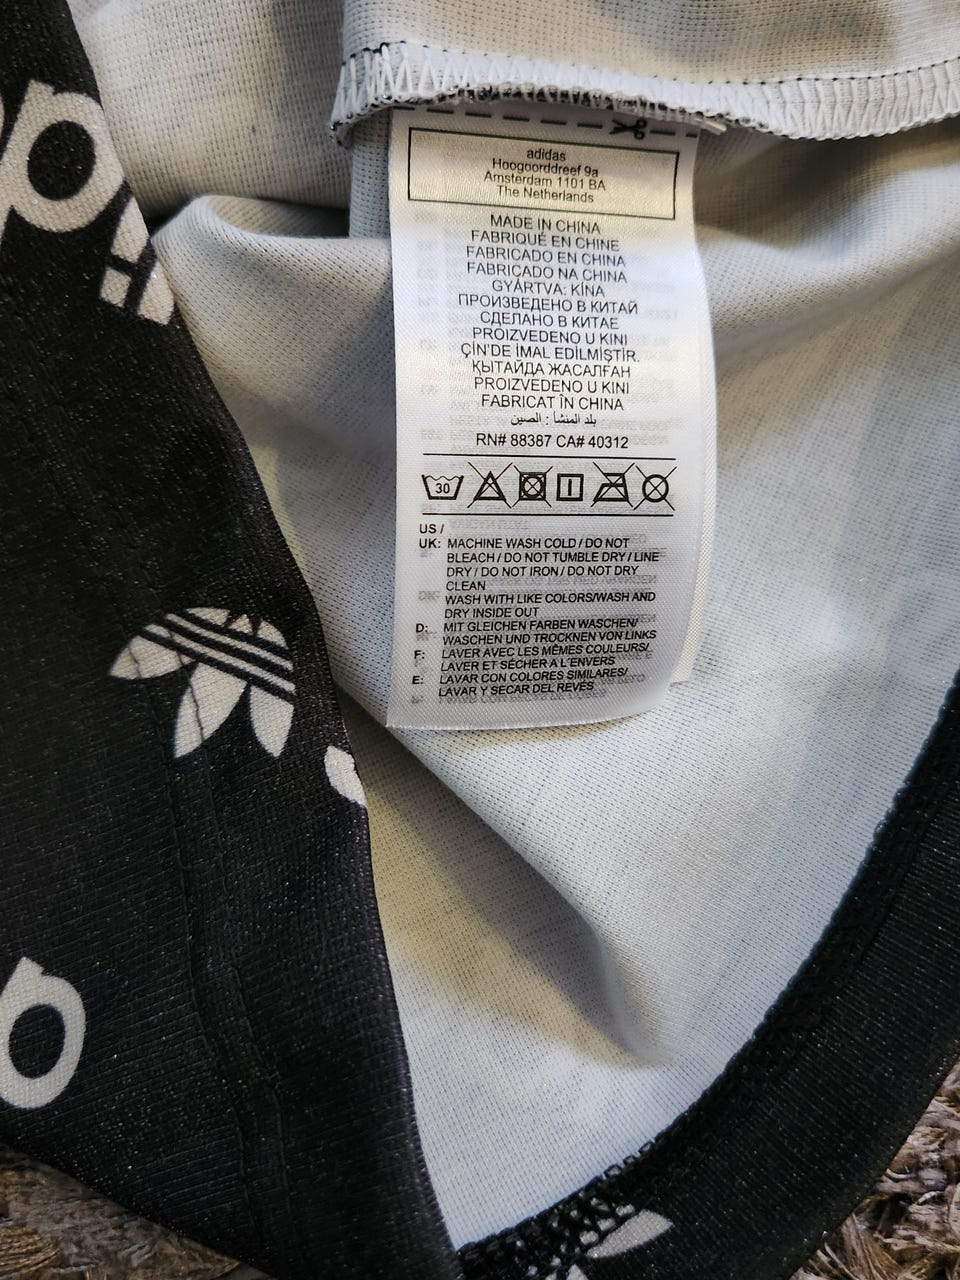 adidas
Hoogoorddreef 9a
Amsterdam 1101 BA
The Netherlands
MADE IN CHINA
FABRIQUÉ EN CHINE
FABRICADO EN CHINA
FABRICADO NA CHINA
GYÁRTVA: KÍNA
ПРОИЗВЕДЕНО В КИТАЙ
СДЕЛАНО В КИТАЕ
PROIZVEDENO U KINI
ÇİN'DE İMAL EDİLMİŞTİR.
ҚЫТАЙДА ЖАСАЛҒАН
PROIZVEDENO U KINI
FABRICAT ÎN CHINA
بلد المنشأ : الصين
RN# 88387 CA# 40312
30
US /
UK: MACHINE WASH COLD / DO NOT
BLEACH / DO NOT TUMBLE DRY / LINE
DRY / DO NOT IRON / DO NOT DRY
CLEAN
WASH WITH LIKE COLORS/WASH AND
DRY INSIDE OUT
D: MIT GLEICHEN FARBEN WASCHEN/
WASCHEN UND TROCKNEN VON LINKS
F: LAVER AVEC LES MÊMES COULEURS/
LAVER ET SÉCHER A L'ENVERS
E: LAVAR CON COLORES SIMILARES/
LAVAR Y SECAR DEL REVÉS